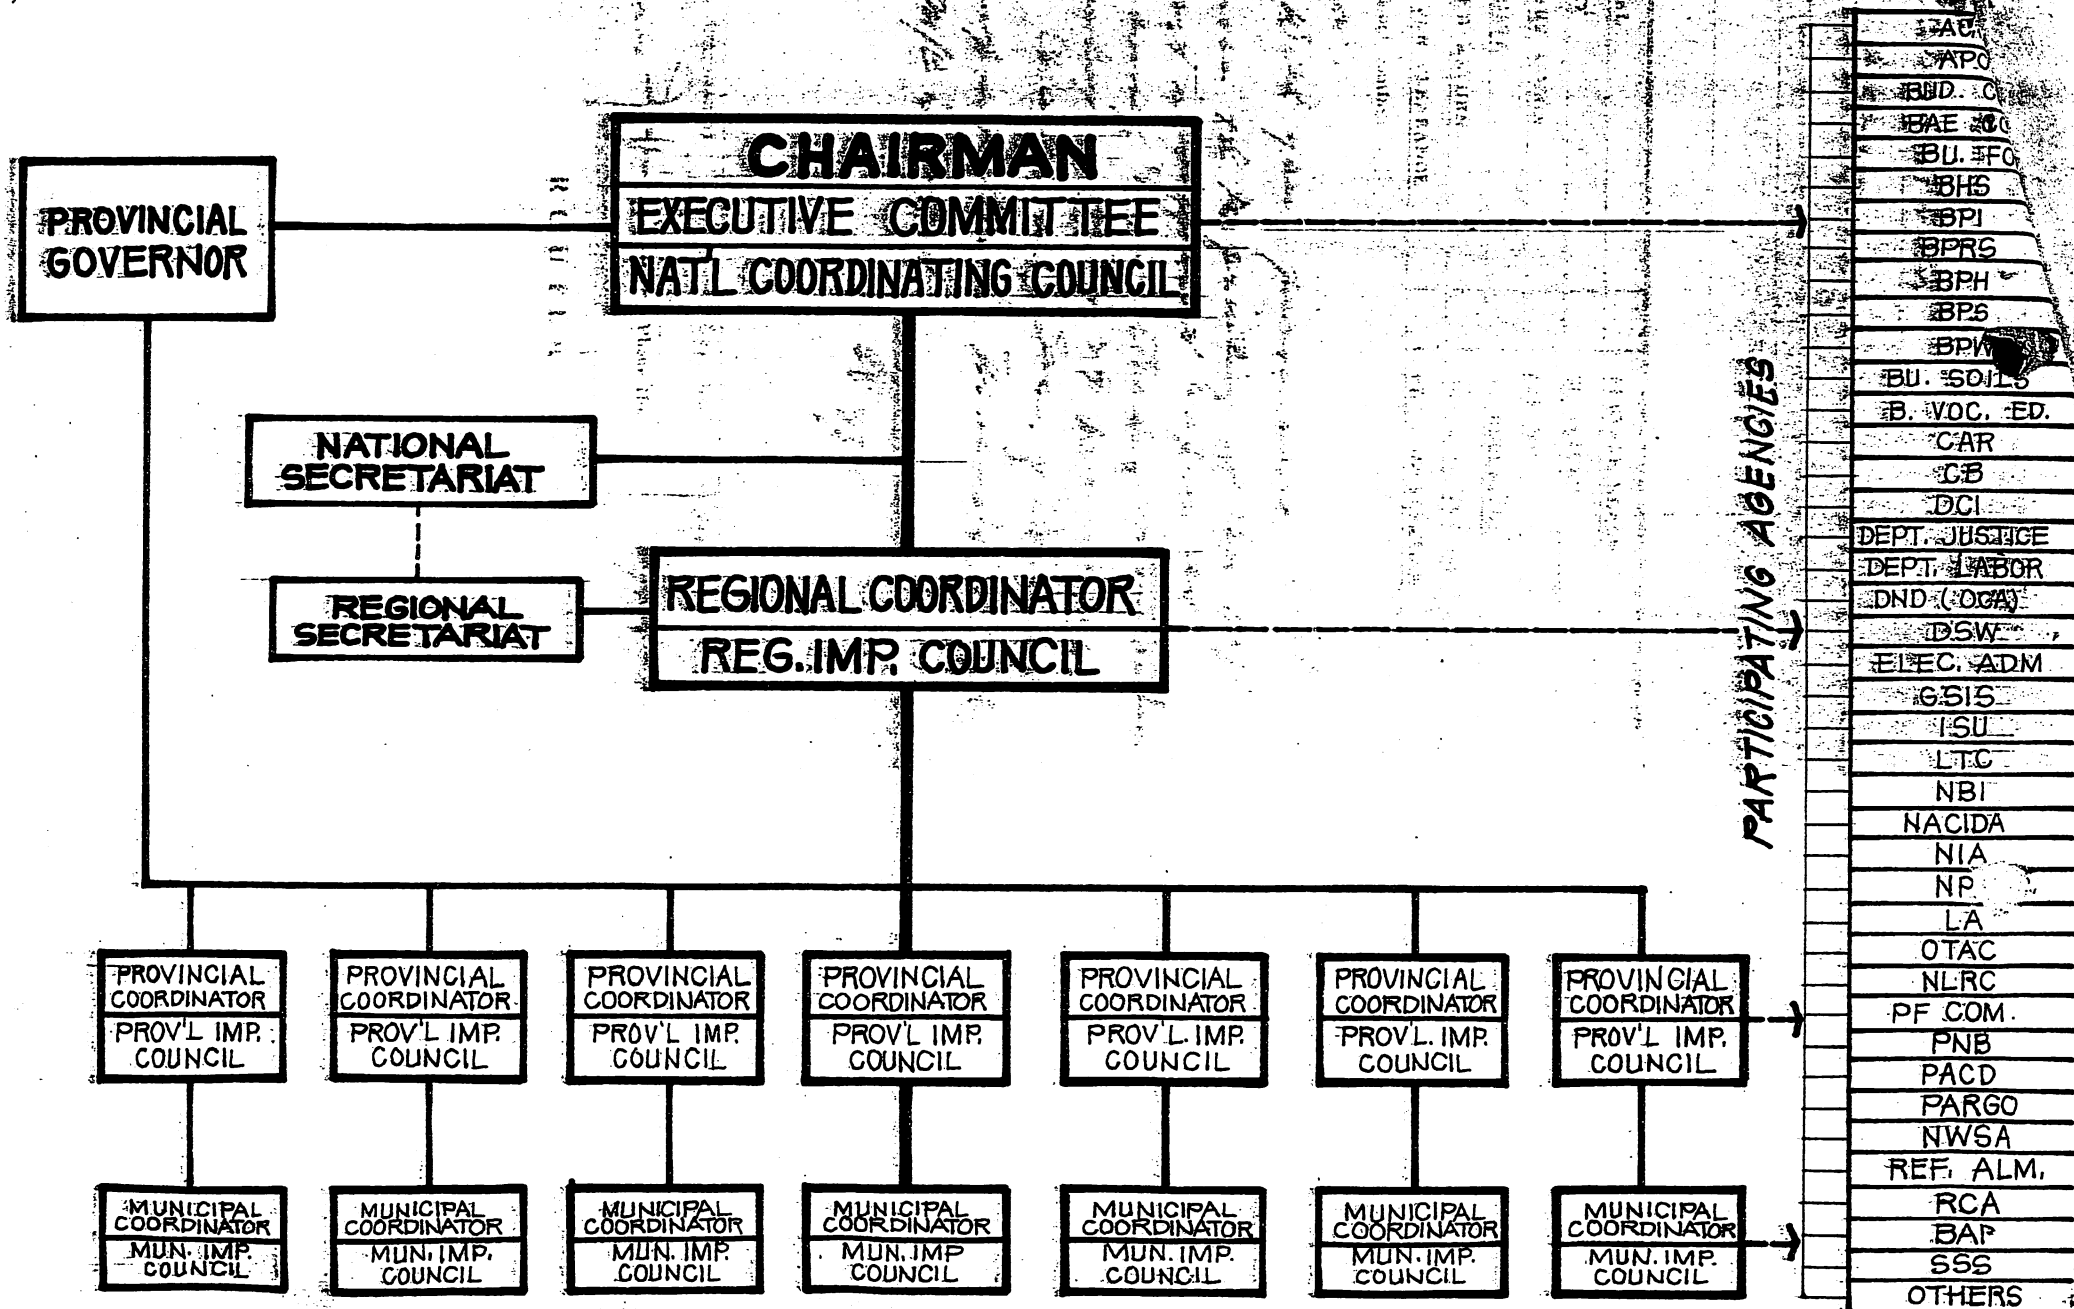 CHAIRMAN
EXECUTIVE COMMITTEE
NAT'L COORDINATING COUNCIL
PROVINCIAL
GOVERNOR
NATIONAL
SECRETARIAT
REGIONAL
SECRETARIAT
REGIONAL COORDINATOR
REG. IMP. COUNCIL
PROVINCIAL
COORDINATOR
PROV'L IMP.
COUNCIL
PROVINCIAL
COORDINATOR
PROV'L IMP.
COUNCIL
PROVINCIAL
COORDINATOR
PROV'L IMP.
COUNCIL
PROVINCIAL
COORDINATOR
PROV'L IMP.
COUNCIL
PROVINCIAL
COORDINATOR
PROV'L. IMP.
COUNCIL
PROVINCIAL
COORDINATOR
PROV'L. IMP.
COUNCIL
PROVINCIAL
COORDINATOR
PROV'L IMP.
COUNCIL
MUNICIPAL
COORDINATOR
MUN. IMP.
COUNCIL
MUNICIPAL
COORDINATOR
MUN. IMP.
COUNCIL
MUNICIPAL
COORDINATOR
MUN. IMP.
COUNCIL
MUNICIPAL
COORDINATOR
MUN. IMP
COUNCIL
MUNICIPAL
COORDINATOR
MUN. IMP.
COUNCIL
MUNICIPAL
COORDINATOR
MUN. IMP.
COUNCIL
MUNICIPAL
COORDINATOR
MUN. IMP.
COUNCIL
PARTICIPATING AGENCIES
BAE
BU.
BHS
BPI
BPRS
BPH
BPS
BU. SOILS
B. VOC. ED.
CAR
CB
DCI
DEPT. JUSTICE
DEPT. LABOR
DND (OCA)
DSW
ELEC. ADM
GSIS
ISU
LTC
NBI
NACIDA
NIA
LA
OTAC
NLRC
PF COM.
PNB
PACD
PARGO
NWSA
REF. ALM.
RCA
BAP
SSS
OTHERS